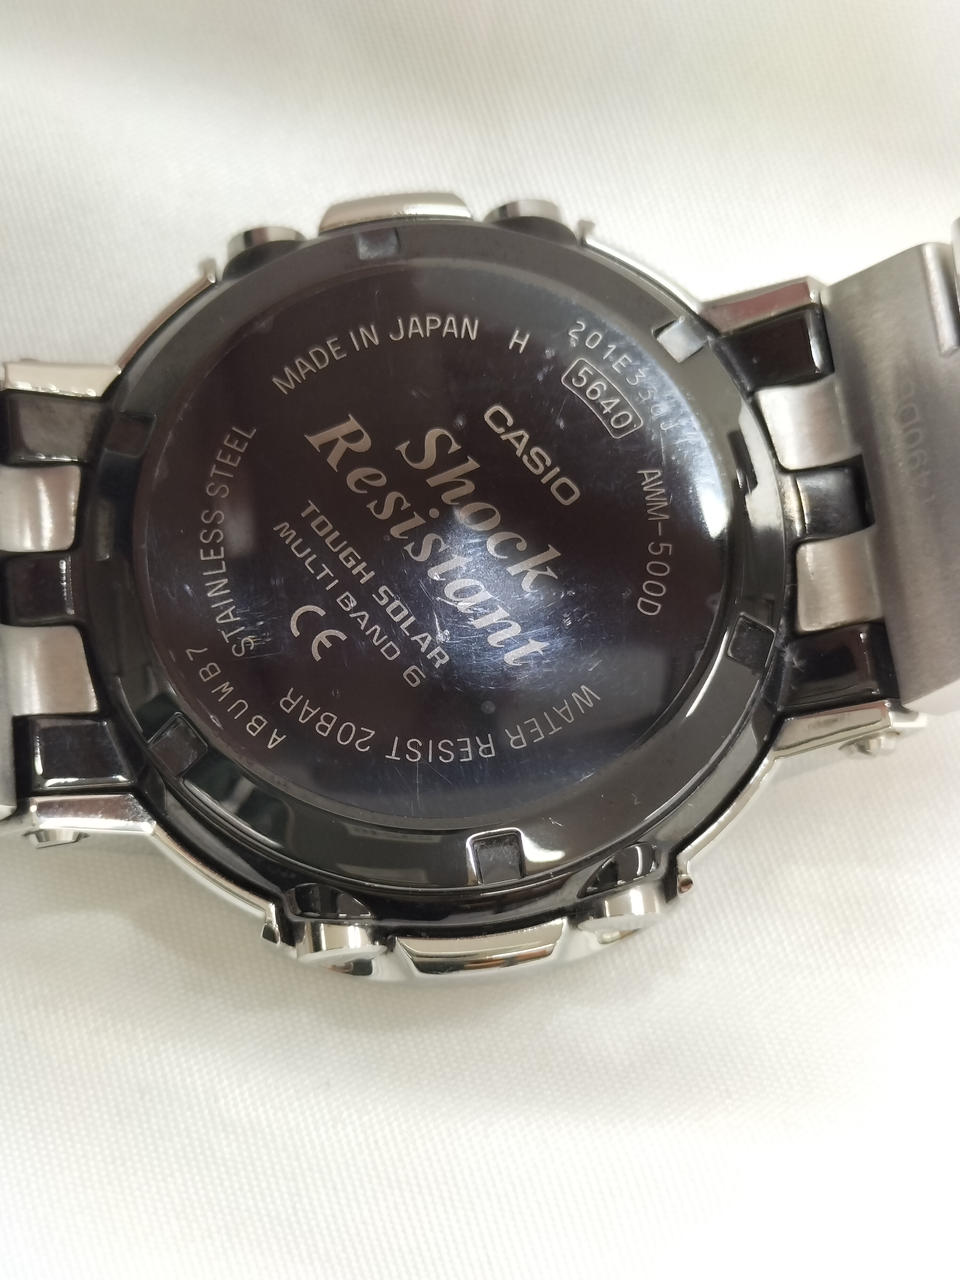 MADE IN JAPAN H
5640
CASIO
Shock
Resistant
TOUGH SOLAR
MULTI BAND 6
CE
AWM-500D
WATER RESIST 20BAR
ABUWB7
STAINLESS STEEL